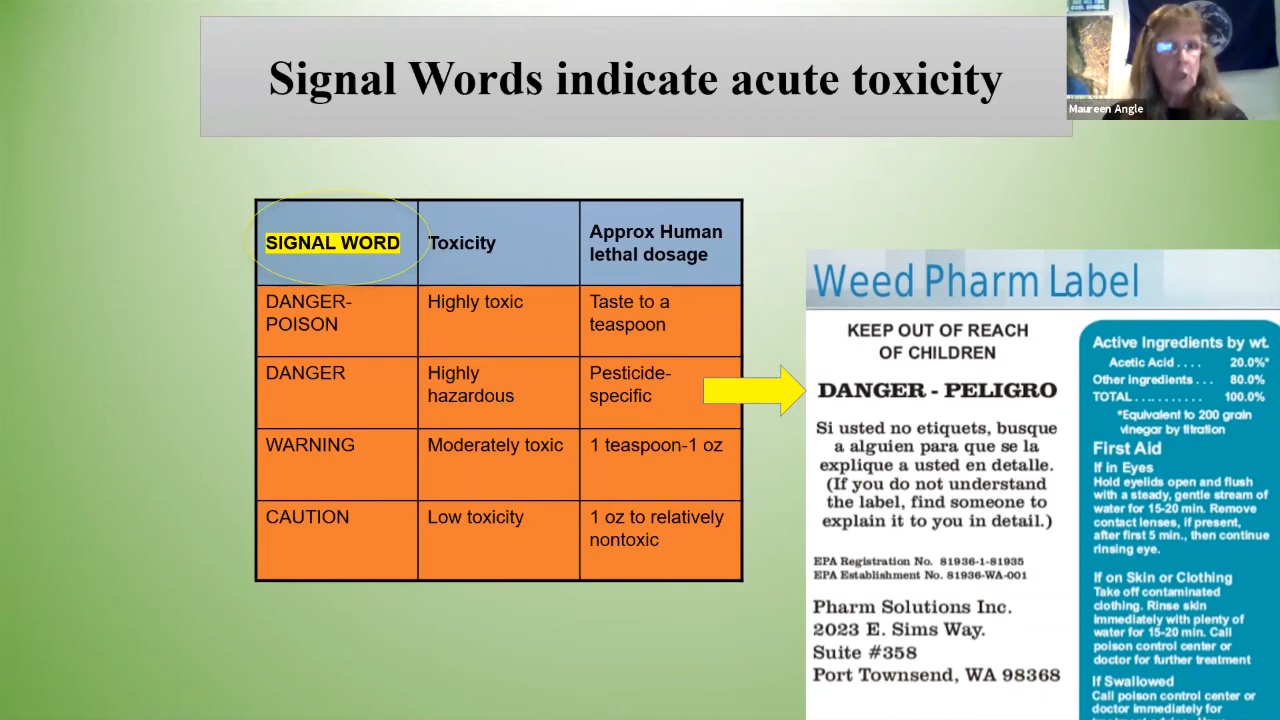 Signal Words indicate acute toxicity
Maureen Angle
SIGNAL WORD
Toxicity
Approx Human
lethal dosage
DANGER-
POISON
Highly toxic
Taste to a
teaspoon
DANGER
Highly
hazardous
Pesticide-
specific
WARNING
Moderately toxic
1 teaspoon-1 oz
CAUTION
Low toxicity
1 oz to relatively
nontoxic
Weed Pharm Label
KEEP OUT OF REACH
OF CHILDREN
DANGER - PELIGRO
Si usted no etiquets, busque
a alguien para que se la
explique a usted en detalle.
(If you do not understand
the label, find someone to
explain it to you in detail.)
EPA Registration No. 81936-1-81935
EPA Establishment No. 81936-WA-001
Pharm Solutions Inc.
2023 E. Sims Way.
Suite #358
Port Townsend, WA 98368
Active Ingredients by wt.
Acetic Acid . . . . 20.0%*
Other ingredients . . . 80.0%
TOTAL . . . . . . . . . . . 100.0%
*Equivalent to 200 grain
vinegar by filtration
First Aid
If in Eyes
Hold eyelids open and flush
with a steady, gentle stream of
water for 15-20 min. Remove
contact lenses, if present,
after first 5 min., then continue
rinsing eye.
If on Skin or Clothing
Take off contaminated
clothing. Rinse skin
immediately with plenty of
water for 15-20 min. Call
poison control center or
doctor for further treatment
If Swallowed
Call poison control center or
doctor immediately for